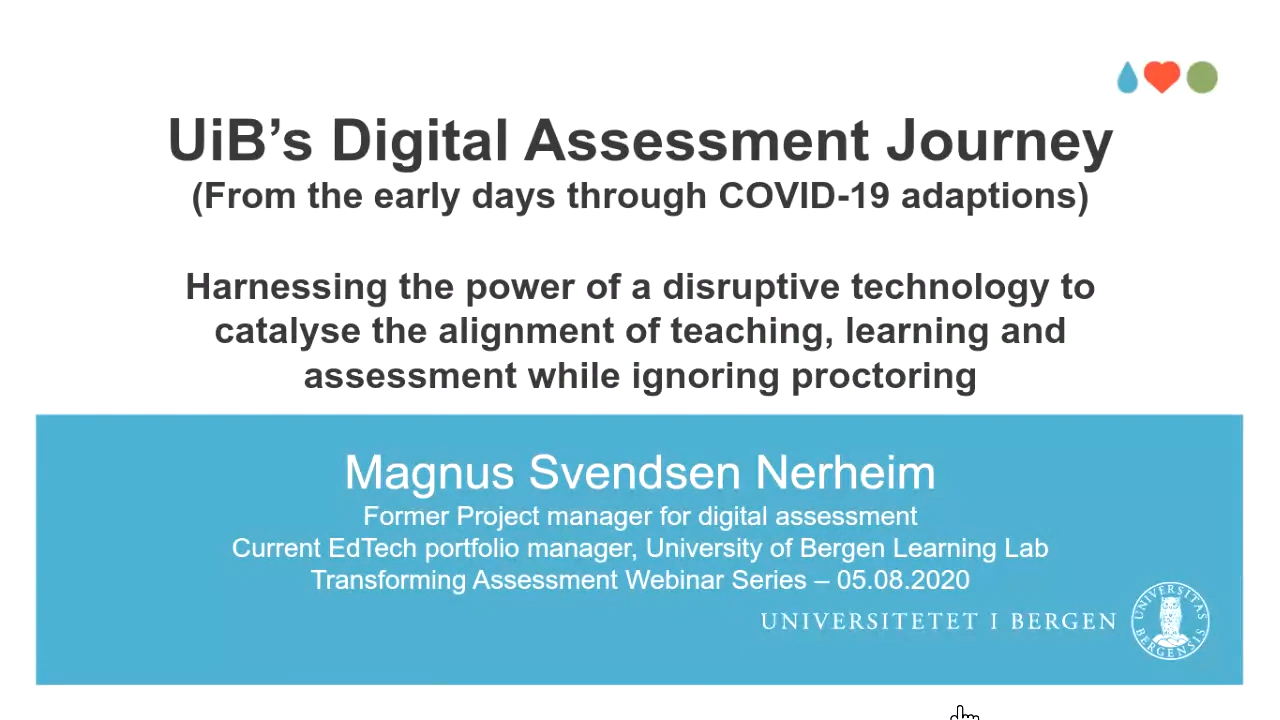 UiB’s Digital Assessment Journey
(From the early days through COVID-19 adaptions)
Harnessing the power of a disruptive technology to
catalyse the alignment of teaching, learning and
assessment while ignoring proctoring
Magnus Svendsen Nerheim
Former Project manager for digital assessment
Current EdTech portfolio manager, University of Bergen Learning Lab
Transforming Assessment Webinar Series – 05.08.2020
UNIVERSITETET I BERGEN
UNIVERSITAS
BERGENSIS